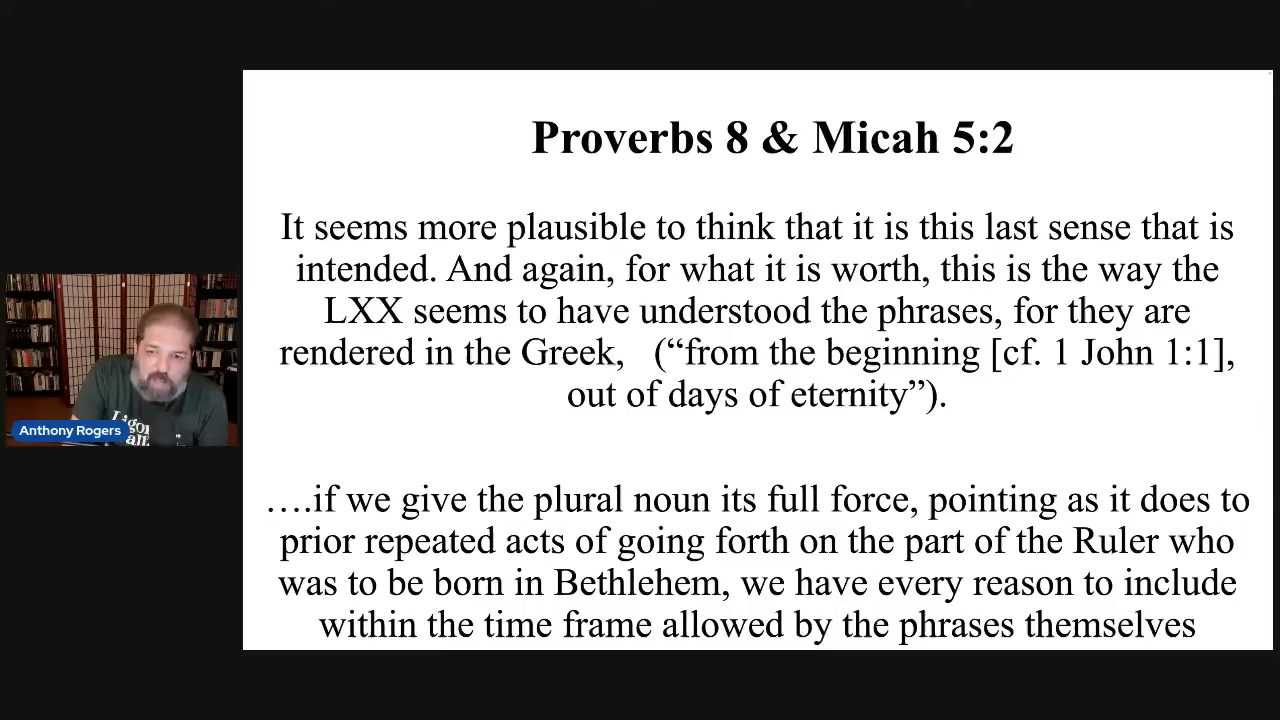 Proverbs 8 & Micah 5:2
It seems more plausible to think that it is this last sense that is
intended. And again, for what it is worth, this is the way the
LXX seems to have understood the phrases, for they are
rendered in the Greek, (“from the beginning [cf. 1 John 1:1],
out of days of eternity”).
….if we give the plural noun its full force, pointing as it does to
prior repeated acts of going forth on the part of the Ruler who
was to be born in Bethlehem, we have every reason to include
within the time frame allowed by the phrases themselves
Anthony Rogers